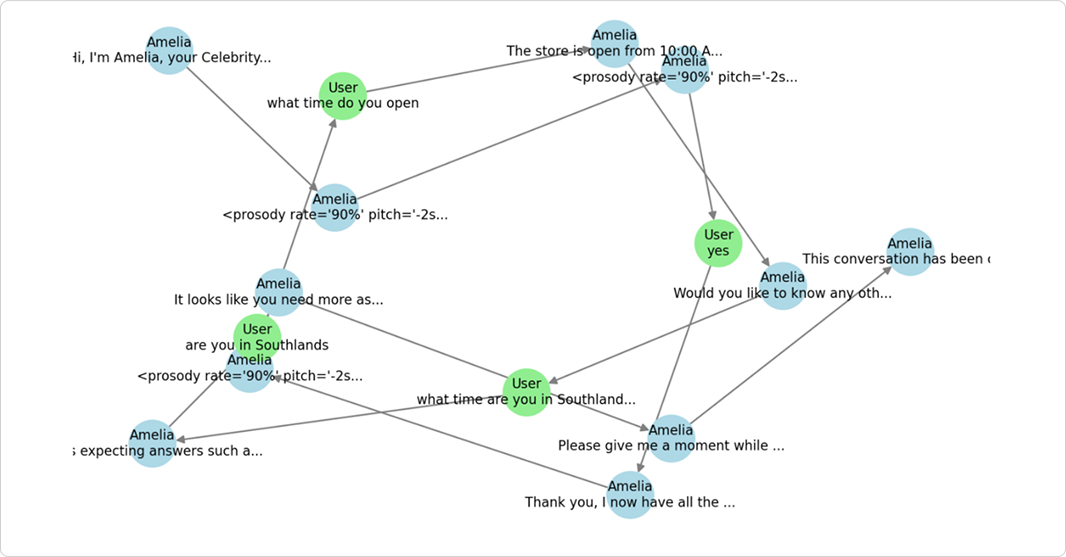 Amelia
Hi, I'm Amelia, your Celebrity...
Amelia
The store is open from 10:00 A...
Amelia
<prosody rate='90%' pitch='-2s...
User
what time do you open
Amelia
<prosody rate='90%' pitch='-2s...
User
yes
Amelia
This conversation has been
Amelia
Would you like to know any oth...
Amelia
It looks like you need more as...
User
are you in Southlands
Amelia
<prosody rate='90%' pitch='-2s...
User
what time are you in Southland...
Amelia
expecting answers such a...
Amelia
Please give me a moment while ...
Amelia
Thank you, I now have all the ...